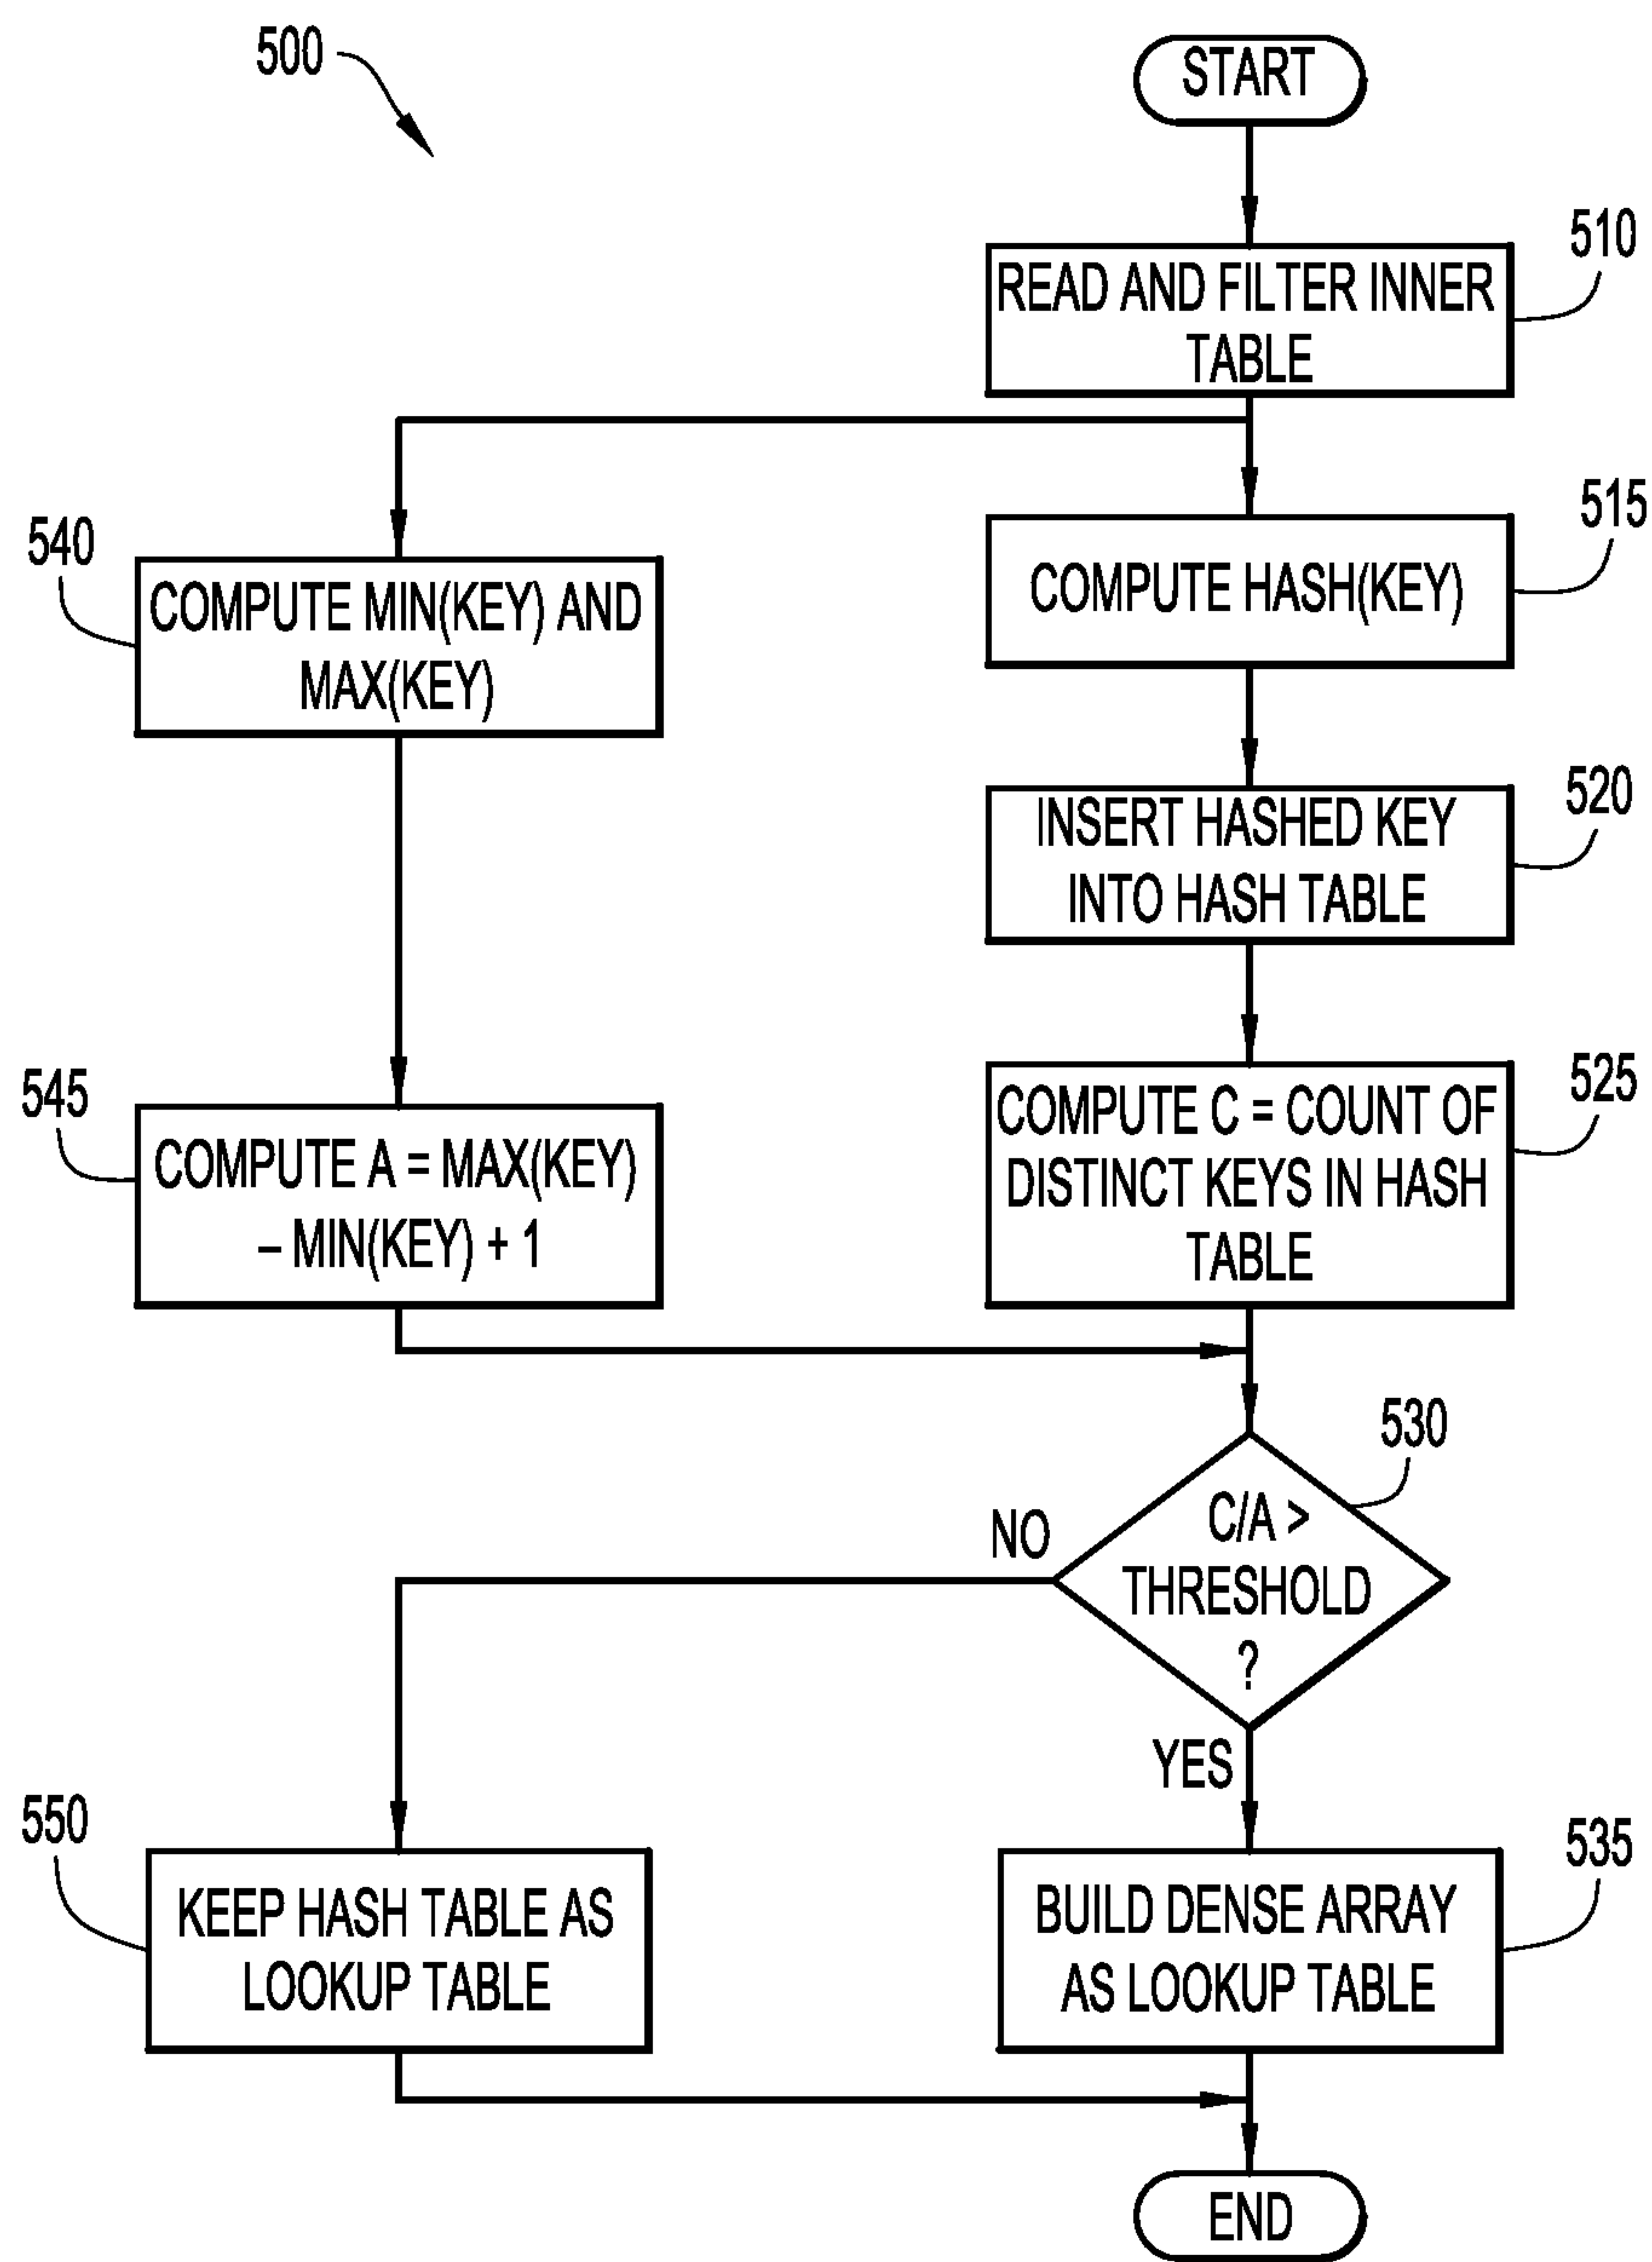 500
START
510
READ AND FILTER INNER
TABLE
515
COMPUTE HASH(KEY)
540
COMPUTE MIN(KEY) AND
MAX(KEY)
520
INSERT HASHED KEY
INTO HASH TABLE
545
COMPUTE A = MAX(KEY)
– MIN(KEY) + 1
525
COMPUTE C = COUNT OF
DISTINCT KEYS IN HASH
TABLE
530
C/A >
THRESHOLD
?
NO
YES
550
KEEP HASH TABLE AS
LOOKUP TABLE
535
BUILD DENSE ARRAY
AS LOOKUP TABLE
END